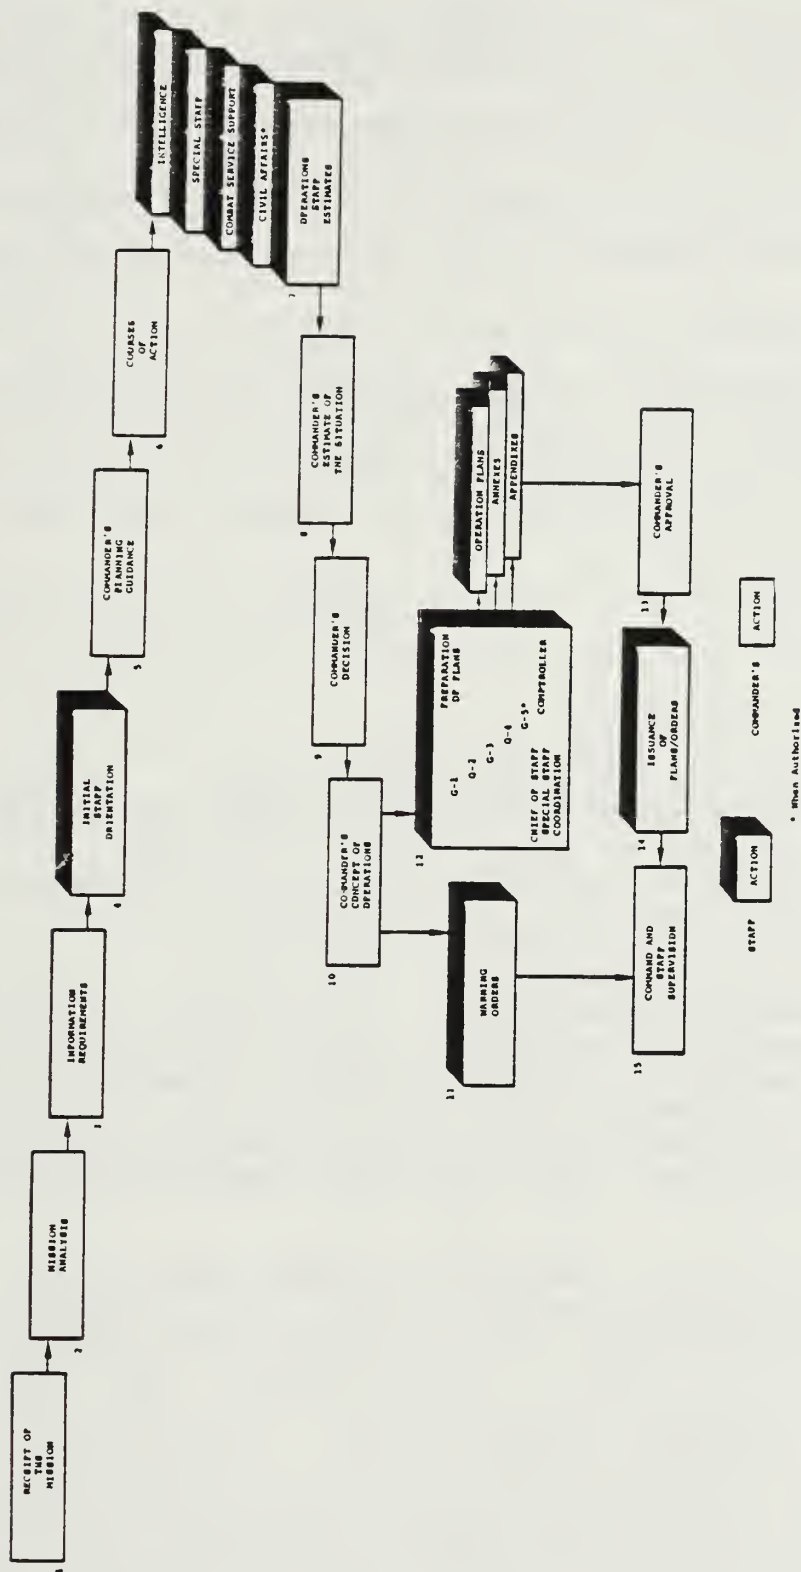 RECEIPT OF
THE
MISSION
2
MISSION
ANALYSIS
3
INFORMATION
REQUIREMENTS
4
INITIAL
STAFF
ORIENTATION
5
COMMANDER'S
PLANNING
GUIDANCE
6
COURSES
OF
ACTION
INTELLIGENCE
SPECIAL STAFF
COMBAT SERVICE SUPPORT
CIVIL AFFAIRS*
OPERATIONS
STAFF
ESTIMATES
7
8
COMMANDER'S
ESTIMATE OF
THE SITUATION
9
COMMANDER'S
DECISION
10
COMMANDER'S
CONCEPT OF
OPERATIONS
11
WARNING
ORDERS
12
PREPARATION
OF PLANS
G-1
G-2
G-3
G-4
G-5*
CHIEF OF STAFF COMPTROLLER
SPECIAL STAFF
COORDINATION
OPERATION PLANS
ANNEXES
APPENDIXES
13
COMMANDER'S
APPROVAL
14
ISSUANCE
OF
PLANS/ORDERS
15
COMMAND AND
STAFF
SUPERVISION
STAFF ACTION
COMMANDER'S ACTION
* When Authorized